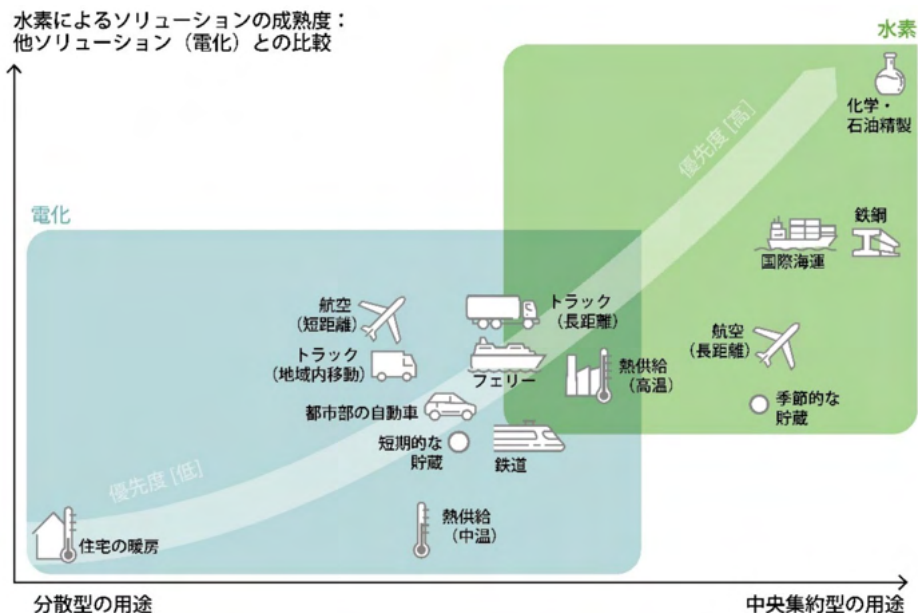 水素によるソリューションの成熟度：
他ソリューション（電化）との比較
水素
化学・
石油精製
優先度 [高]
電化
鉄鋼
国際海運
航空
（短距離）
トラック
（長距離）
航空
（長距離）
トラック
（地域内移動）
フェリー
熱供給
（高温）
都市部の自動車
季節的な
貯蔵
短期的な
貯蔵
鉄道
優先度 [低]
熱供給
（中温）
住宅の暖房
分散型の用途
中央集約型の用途